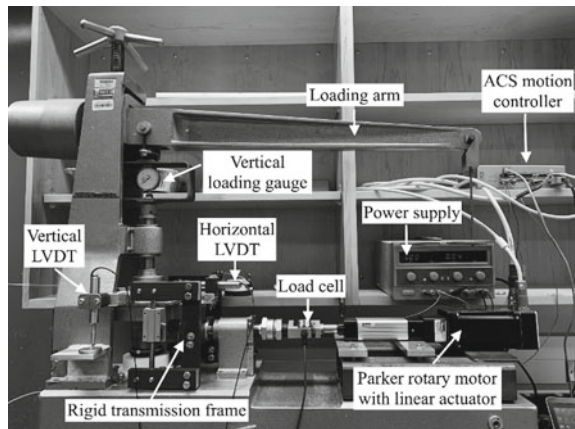 ACS motion
controller
Loading arm
Vertical
loading gauge
Power supply
Vertical
LVDT
Horizontal
LVDT
Load cell
Rigid transmission frame
Parker rotary motor
with linear actuator